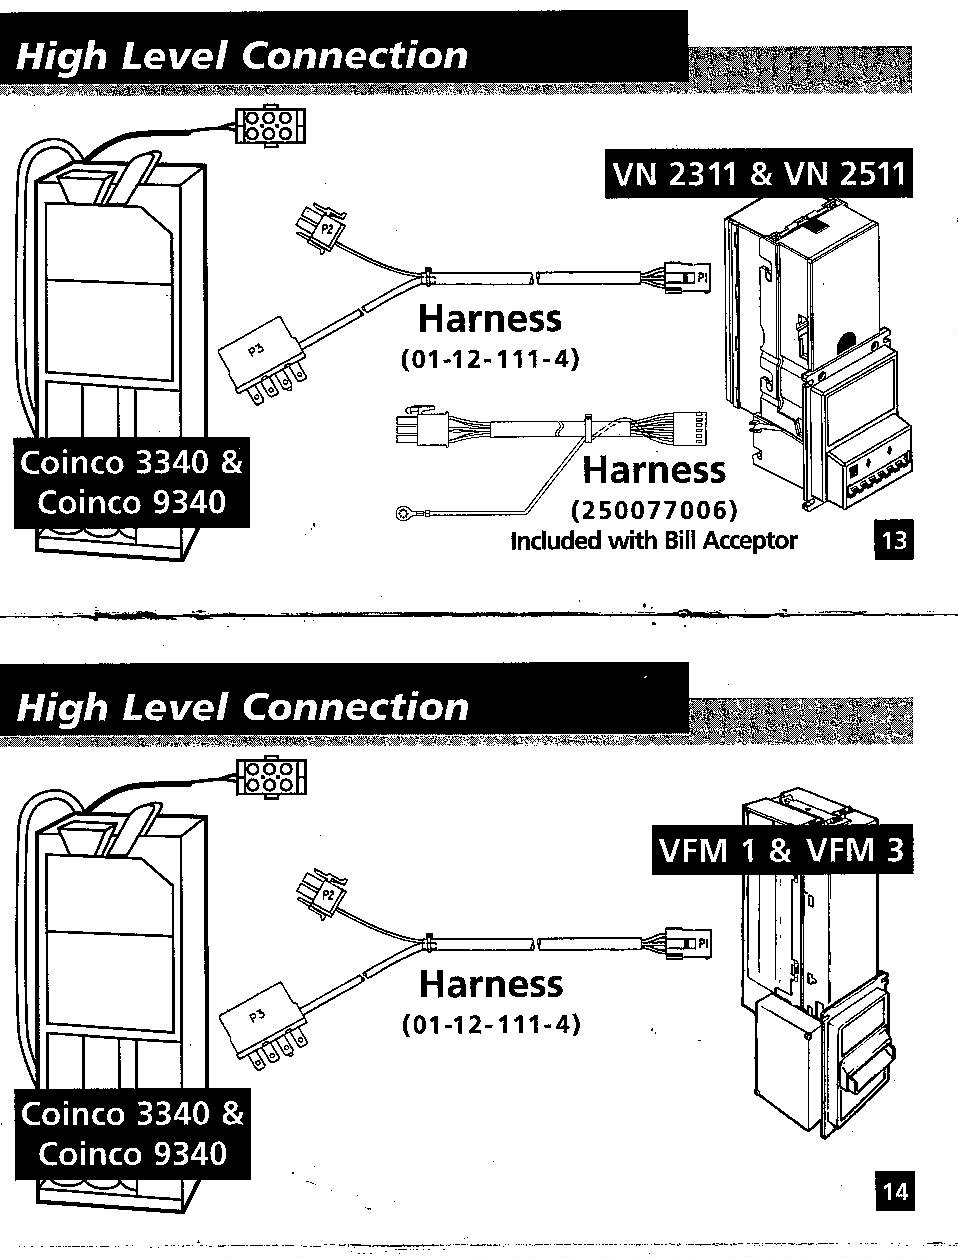 High Level Connection
VN 2311 & VN 2511
P2
P1
Harness
(01-12-111-4)
P3
Coinco 3340 &
Coinco 9340
Harness
(250077006)
Included with Bill Acceptor
13
High Level Connection
VFM 1 & VFM 3
P2
P1
Harness
(01-12-111-4)
P3
Coinco 3340 &
Coinco 9340
14